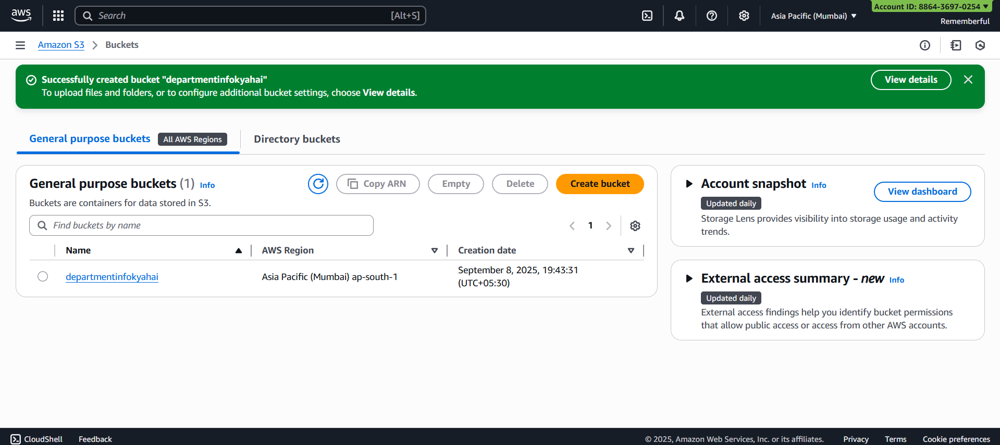 aws
Search [Alt+S]
Asia Pacific (Mumbai)
Account ID: 8864-3697-0254
Rememberful
Amazon S3 Buckets
Successfully created bucket "departmentinfokyahai"
To upload files and folders, or to configure additional bucket settings, choose View details.
View details
General purpose buckets All AWS Regions Directory buckets
General purpose buckets (1) Info
Copy ARN Empty Delete Create bucket
Buckets are containers for data stored in S3.
Find buckets by name
1
Name AWS Region Creation date
departmentinfokyahai Asia Pacific (Mumbai) ap-south-1 September 8, 2025, 19:43:31
(UTC+05:30)
Account snapshot Info
View dashboard
Updated daily
Storage Lens provides visibility into storage usage and activity
trends.
External access summary - new Info
Updated daily
External access findings help you identify bucket permissions
that allow public access or access from other AWS accounts.
CloudShell Feedback © 2025, Amazon Web Services, Inc. or its affiliates. Privacy Terms Cookie preferences